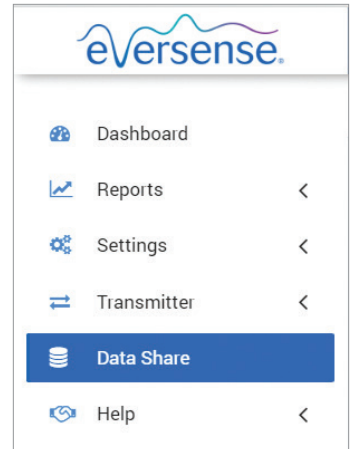 eversense®
Dashboard
Reports
Settings
Transmitter
Data Share
Help